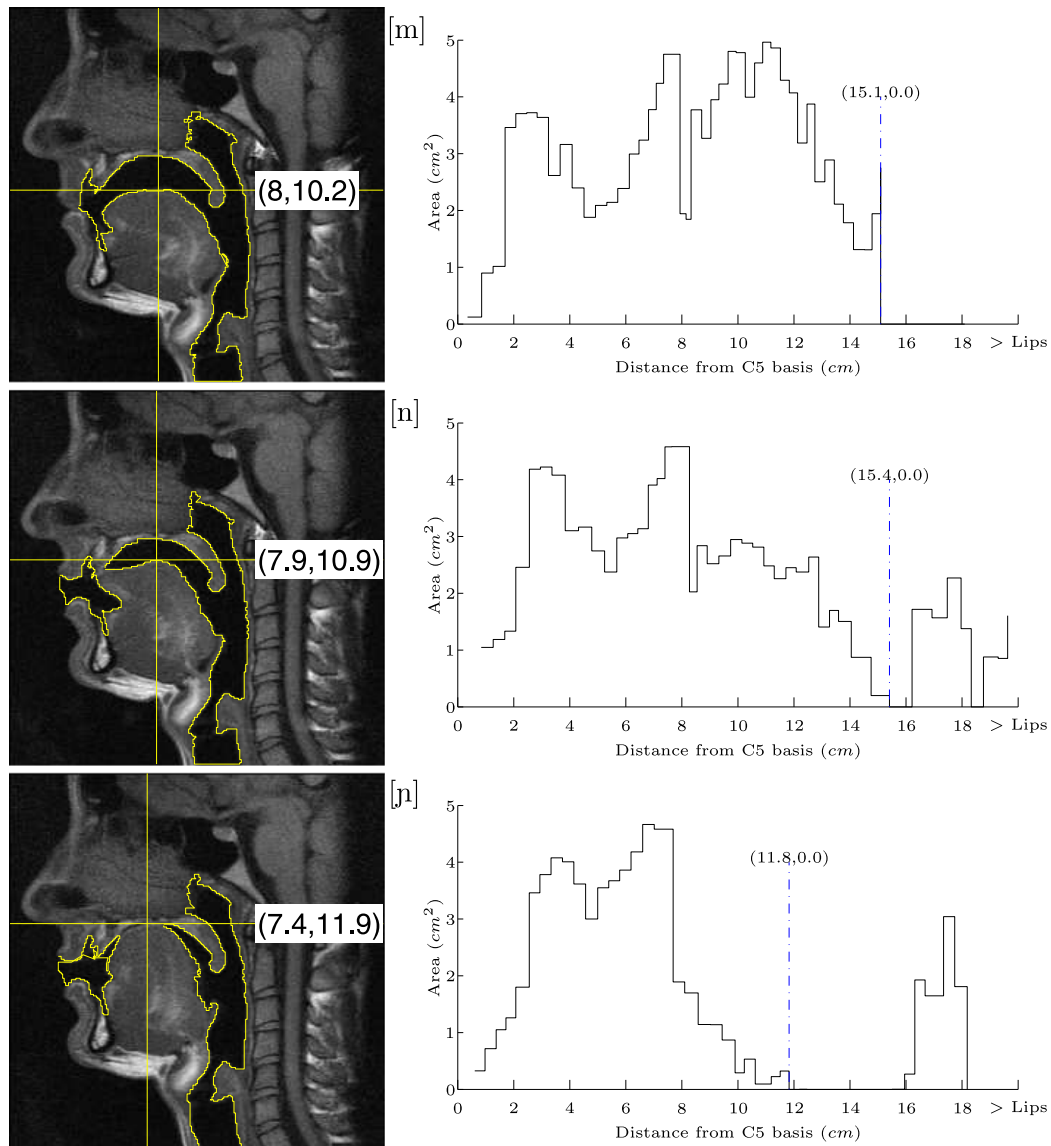 [m]
(8,10.2)
Area (cm²)
5
4
3
2
1
0
(15.1,0.0)
0 2 4 6 8 10 12 14 16 18 > Lips
Distance from C5 basis (cm)
[n]
(7.9,10.9)
Area (cm²)
5
4
3
2
1
0
(15.4,0.0)
0 2 4 6 8 10 12 14 16 18 > Lips
Distance from C5 basis (cm)
[ɲ]
(7.4,11.9)
Area (cm²)
5
4
3
2
1
0
(11.8,0.0)
0 2 4 6 8 10 12 14 16 18 > Lips
Distance from C5 basis (cm)